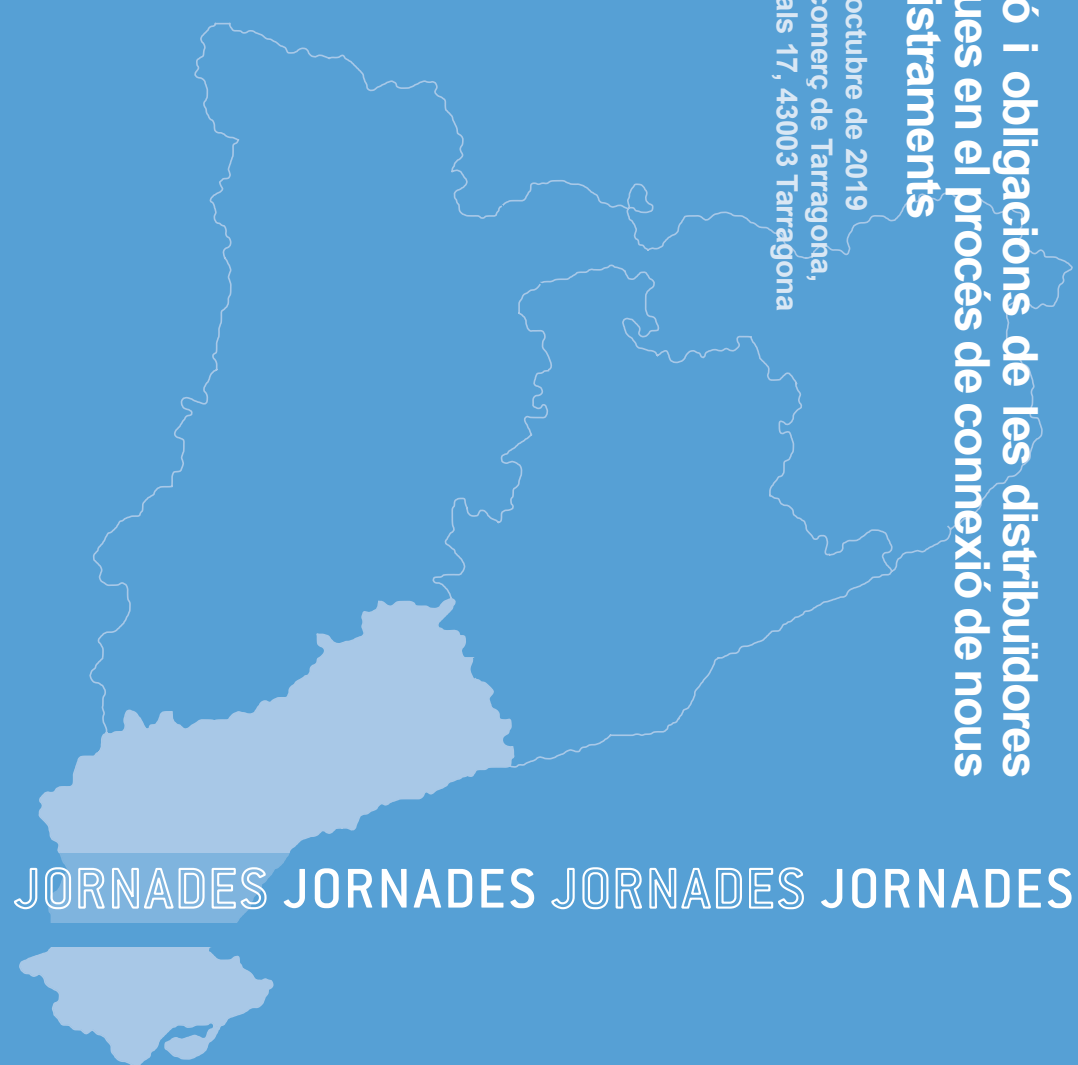 ó i obligacions de les distribuïdores
ues en el procés de connexió de nous
istraments
octubre de 2019
comerç de Tarragona,
als 17, 43003 Tarragona
JORNADES JORNADES JORNADES JORNADES